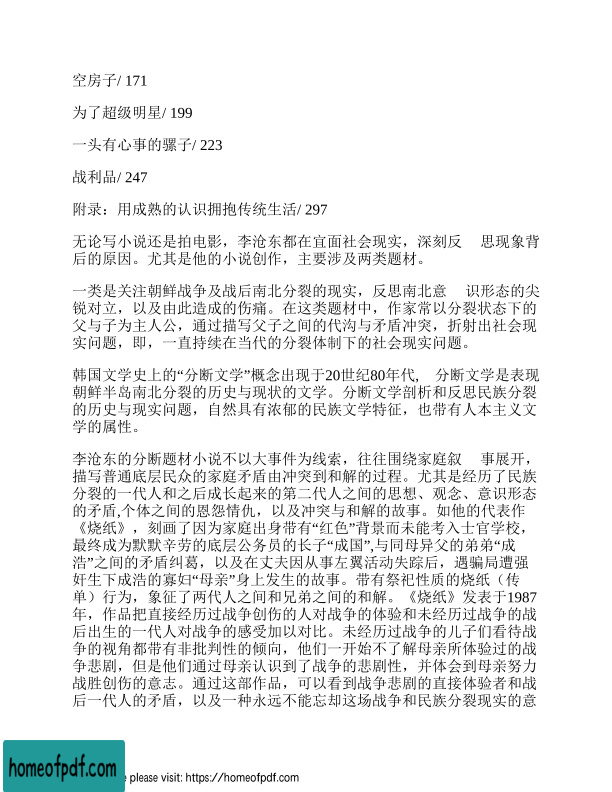 空房子/ 171
为了超级明星/ 199
一头有心事的骡子/ 223
战利品/ 247
附录：用成熟的认识拥抱传统生活/ 297
无论写小说还是拍电影，李沧东都在宜面社会现实，深刻反 思现象背
后的原因。尤其是他的小说创作，主要涉及两类题材。
一类是关注朝鲜战争及战后南北分裂的现实，反思南北意 识形态的尖
锐对立，以及由此造成的伤痛。在这类题材中，作家常以分裂状态下的
父与子为主人公，通过描写父子之间的代沟与矛盾冲突，折射出社会现
实问题，即，一直持续在当代的分裂体制下的社会现实问题。
韩国文学史上的“分断文学”概念出现于20世纪80年代， 分断文学是表现
朝鲜半岛南北分裂的历史与现状的文学。分断文学剖析和反思民族分裂
的历史与现实问题，自然具有浓郁的民族文学特征，也带有人本主义文
学的属性。
李沧东的分断题材小说不以大事件为线索，往往围绕家庭叙 事展开，
描写普通底层民众的家庭矛盾由冲突到和解的过程。尤其是经历了民族
分裂的一代人和之后成长起来的第二代人之间的思想、观念、意识形态
的矛盾,个体之间的恩怨情仇，以及冲突与和解的故事。如他的代表作
《烧纸》，刻画了因为家庭出身带有“红色”背景而未能考入士官学校，
最终成为默默辛劳的底层公务员的长子“成国”,与同母异父的弟弟“成
浩”之间的矛盾纠葛，以及在丈夫因从事左翼活动失踪后，遇骗局遭强
奸生下成浩的寡妇“母亲”身上发生的故事。带有祭祀性质的烧纸（传
单）行为，象征了两代人之间和兄弟之间的和解。《烧纸》发表于1987
年，作品把直接经历过战争创伤的人对战争的体验和未经历过战争的战
后出生的一代人对战争的感受加以对比。未经历过战争的儿子们看待战
争的视角都带有非批判性的倾向，他们一开始不了解母亲所体验过的战
争悲剧，但是他们通过母亲认识到了战争的悲剧性，并体会到母亲努力
战胜创伤的意志。通过这部作品，可以看到战争悲剧的直接体验者和战
后一代人的矛盾，以及一种永远不能忘却这场战争和民族分裂现实的意
homeofpdf.com
please visit: https://homeofpdf.com